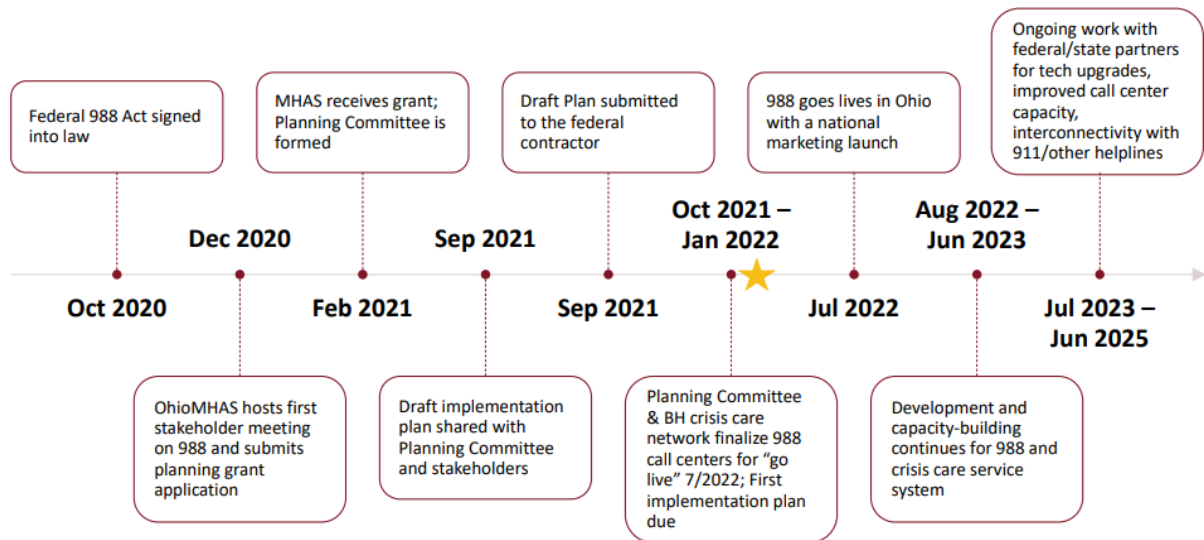 Federal 988 Act signed
into law
MHAS receives grant;
Planning Committee is
formed
Draft Plan submitted
to the federal
contractor
988 goes lives in Ohio
with a national
marketing launch
Ongoing work with
federal/state partners
for tech upgrades,
improved call center
capacity,
interconnectivity with
911/other helplines
Dec 2020
Sep 2021
Oct 2021 –
Jan 2022
Aug 2022 –
Jun 2023
Oct 2020
Feb 2021
Sep 2021
Jul 2022
Jul 2023 –
Jun 2025
OhioMHAS hosts first
stakeholder meeting
on 988 and submits
planning grant
application
Draft implementation
plan shared with
Planning Committee
and stakeholders
Planning Committee
& BH crisis care
network finalize 988
call centers for “go
live” 7/2022; First
implementation plan
due
Development and
capacity-building
continues for 988 and
crisis care service
system